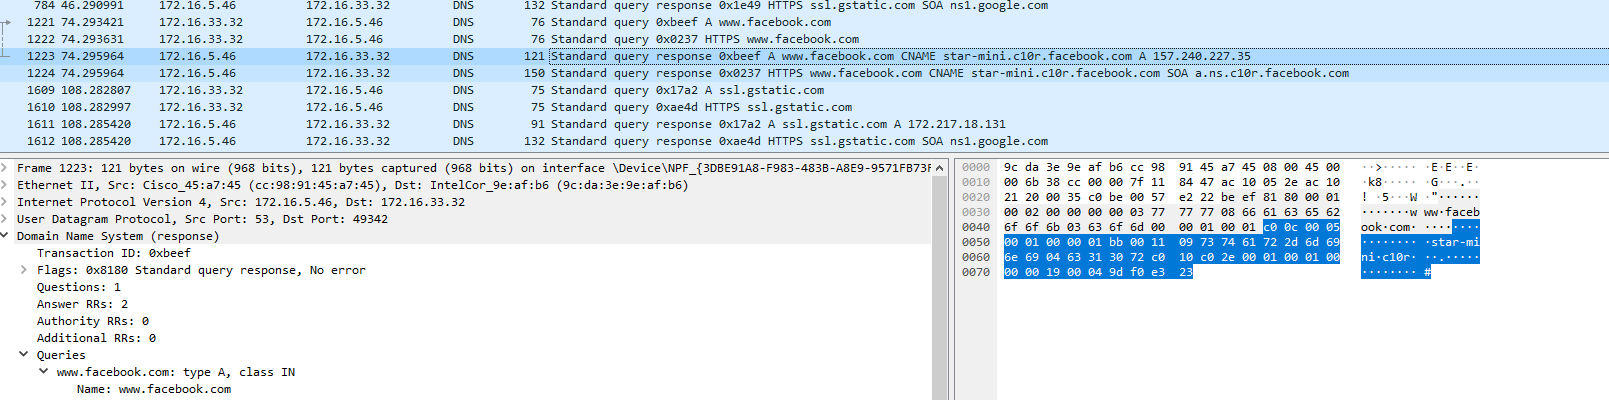 784 46.290991 172.16.5.46 172.16.33.32 DNS 132 Standard query response 0x1e49 HTTPS ssl.gstatic.com SOA ns1.google.com
1221 74.293421 172.16.33.32 172.16.5.46 DNS 76 Standard query 0xbeef A www.facebook.com
1222 74.293631 172.16.33.32 172.16.5.46 DNS 76 Standard query 0x0237 HTTPS www.facebook.com
1223 74.295964 172.16.5.46 172.16.33.32 DNS 121 Standard query response 0xbeef A www.facebook.com CNAME star-mini.c10r.facebook.com A 157.240.227.35
1224 74.295964 172.16.5.46 172.16.33.32 DNS 150 Standard query response 0x0237 HTTPS www.facebook.com CNAME star-mini.c10r.facebook.com SOA a.ns.c10r.facebook.com
1609 108.282807 172.16.33.32 172.16.5.46 DNS 75 Standard query 0x17a2 A ssl.gstatic.com
1610 108.282997 172.16.33.32 172.16.5.46 DNS 75 Standard query 0xae4d HTTPS ssl.gstatic.com
1611 108.285420 172.16.5.46 172.16.33.32 DNS 91 Standard query response 0x17a2 A ssl.gstatic.com A 172.217.18.131
1612 108.285420 172.16.5.46 172.16.33.32 DNS 132 Standard query response 0xae4d HTTPS ssl.gstatic.com SOA ns1.google.com
Frame 1223: 121 bytes on wire (968 bits), 121 bytes captured (968 bits) on interface \Device\NPF_{3DBE91A8-F983-483B-A8E9-9571FB73F
Ethernet II, Src: Cisco_45:a7:45 (cc:98:91:45:a7:45), Dst: IntelCor_9e:af:b6 (9c:da:3e:9e:af:b6)
Internet Protocol Version 4, Src: 172.16.5.46, Dst: 172.16.33.32
User Datagram Protocol, Src Port: 53, Dst Port: 49342
Domain Name System (response)
Transaction ID: 0xbeef
Flags: 0x8180 Standard query response, No error
Questions: 1
Answer RRs: 2
Authority RRs: 0
Additional RRs: 0
Queries
www.facebook.com: type A, class IN
Name: www.facebook.com
0000 9c da 3e 9e af b6 cc 98 91 45 a7 45 08 00 45 00 ··>····· ·E·E··E·
0010 00 6b 38 cc 00 00 7f 11 84 47 ac 10 05 2e ac 10 ·k8····· ·G···.··
0020 21 20 00 35 c0 be 00 57 e2 22 be ef 81 80 00 01 ! ·5···W ·"······
0030 00 02 00 00 00 00 03 77 77 77 08 66 61 63 65 62 ·······w ww·faceb
0040 6f 6f 6b 03 63 6f 6d 00 00 01 00 01 c0 0c 00 05 ook·com· ········
0050 00 01 00 00 01 bb 00 11 09 73 74 61 72 2d 6d 69 ········ ·star-mi
0060 6e 69 04 63 31 30 72 c0 10 c0 2e 00 01 00 01 00 ni·c10r· ··.·····
0070 00 00 19 00 04 9d f0 e3 23 ········ #